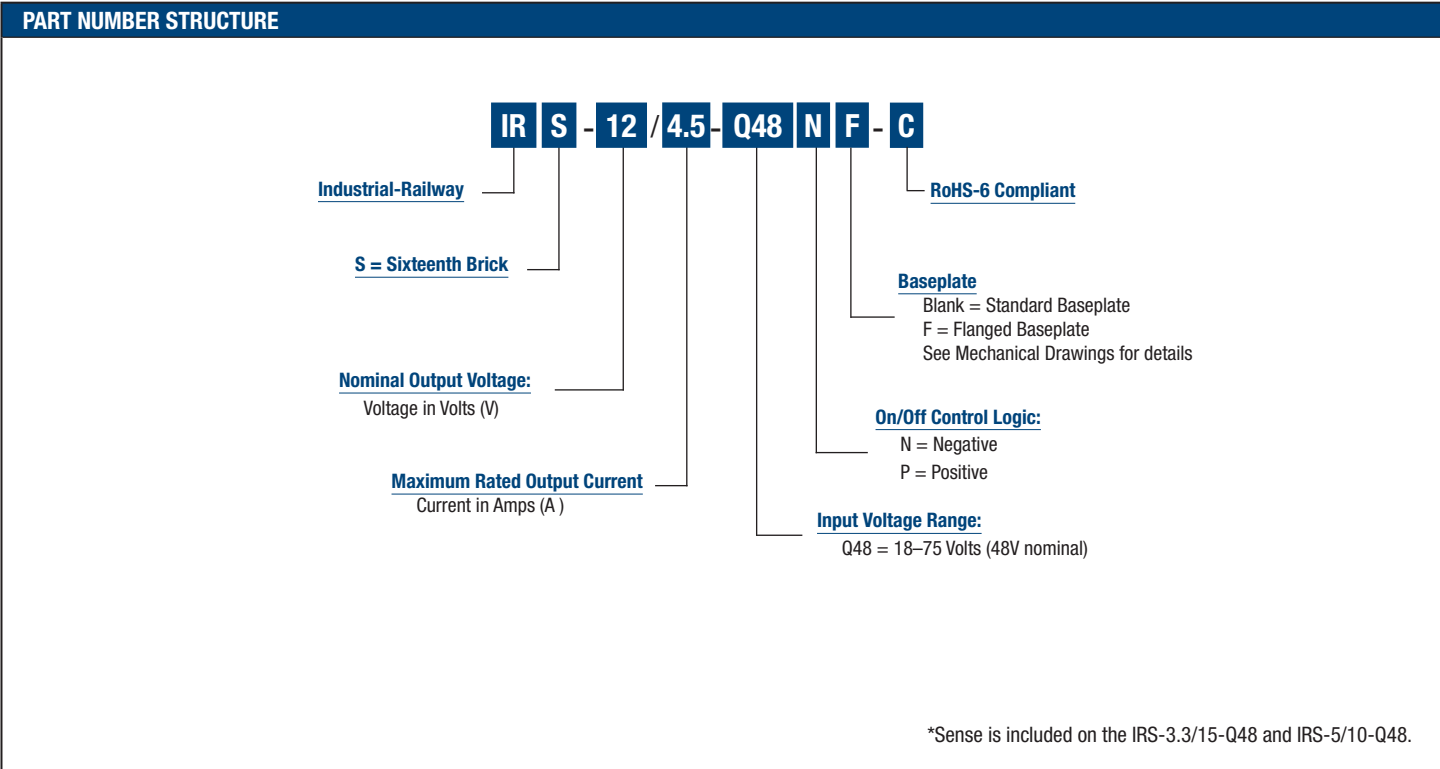 PART NUMBER STRUCTURE
IR S - 12 / 4.5 - Q48 N F - C
Industrial-Railway
RoHS-6 Compliant
S = Sixteenth Brick
Baseplate
Blank = Standard Baseplate
F = Flanged Baseplate
See Mechanical Drawings for details
Nominal Output Voltage:
Voltage in Volts (V)
On/Off Control Logic:
N = Negative
P = Positive
Maximum Rated Output Current
Current in Amps (A )
Input Voltage Range:
Q48 = 18–75 Volts (48V nominal)
*Sense is included on the IRS-3.3/15-Q48 and IRS-5/10-Q48.